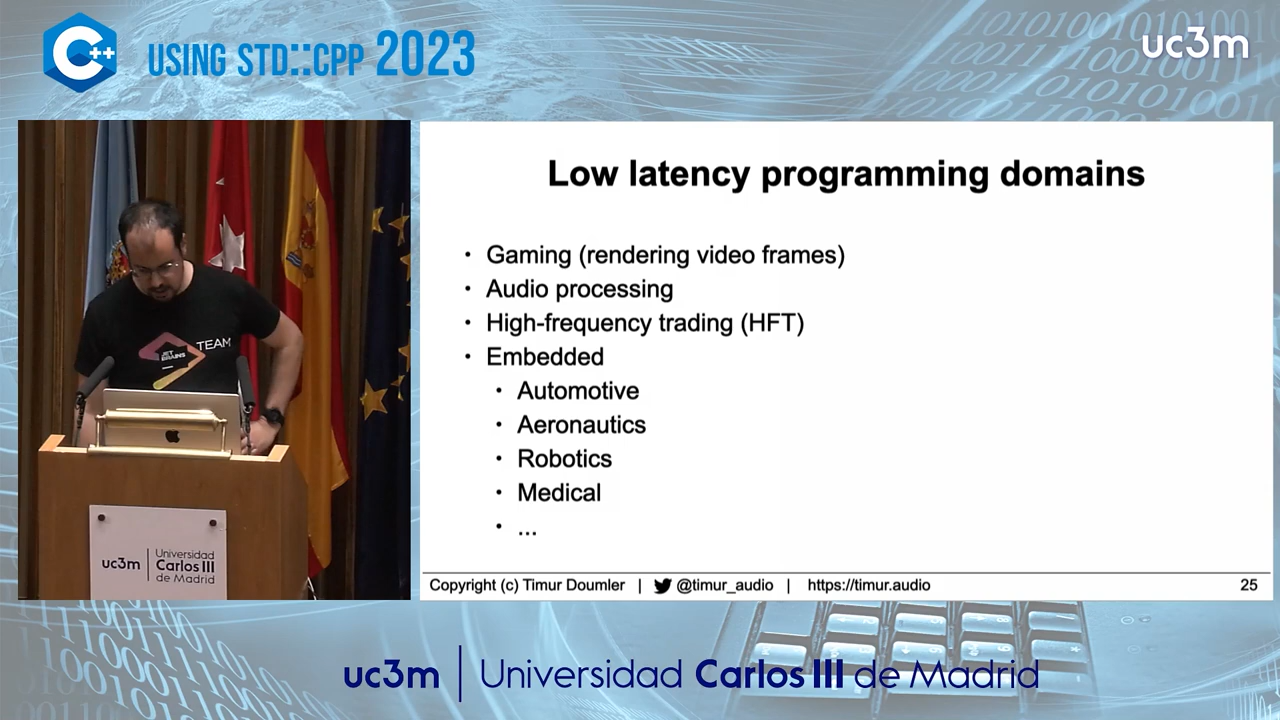 C++
USING STD::CPP 2023
uc3m
Low latency programming domains
• Gaming (rendering video frames)
• Audio processing
• High-frequency trading (HFT)
• Embedded
• Automotive
• Aeronautics
• Robotics
• Medical
• ...
Copyright (c) Timur Doumler | @timur_audio | https://timur.audio 25
JET
BRAINS
TEAM
uc3m
Universidad
Carlos III
de Madrid
uc3m | Universidad Carlos III de Madrid